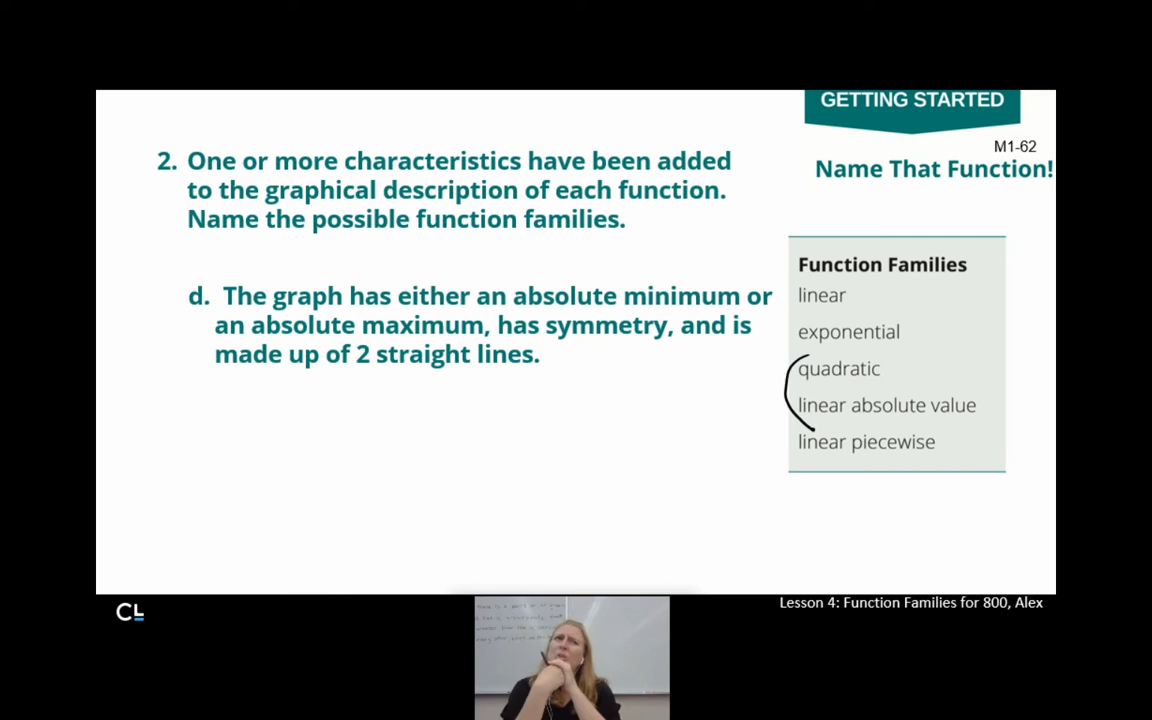 GETTING STARTED
M1-62
Name That Function!
2. One or more characteristics have been added
to the graphical description of each function.
Name the possible function families.
d. The graph has either an absolute minimum or
an absolute maximum, has symmetry, and is
made up of 2 straight lines.
Function Families
linear
exponential
quadratic
linear absolute value
linear piecewise
CL
Lesson 4: Function Families for 800, Alex